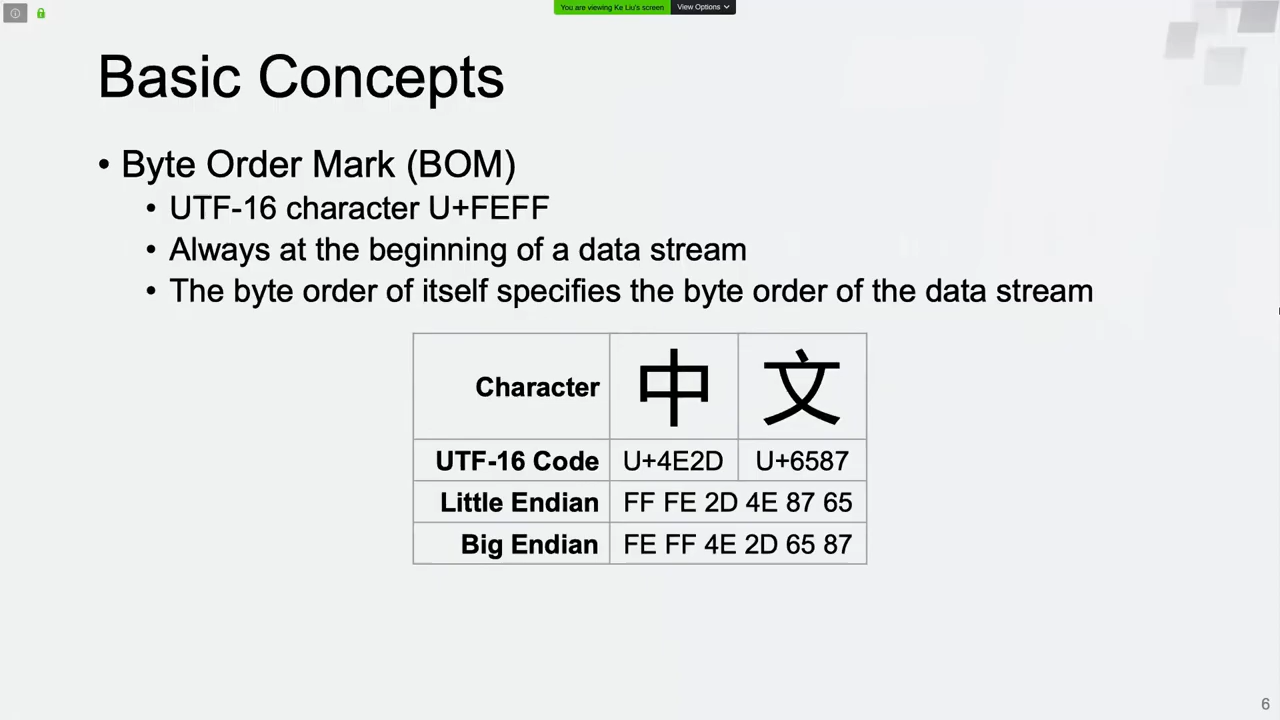 You are viewing Ke Liu's screen
View Options
Basic Concepts
• Byte Order Mark (BOM)
• UTF-16 character U+FEFF
• Always at the beginning of a data stream
• The byte order of itself specifies the byte order of the data stream
Character 中 文
UTF-16 Code U+4E2D U+6587
Little Endian FF FE 2D 4E 87 65
Big Endian FE FF 4E 2D 65 87
6